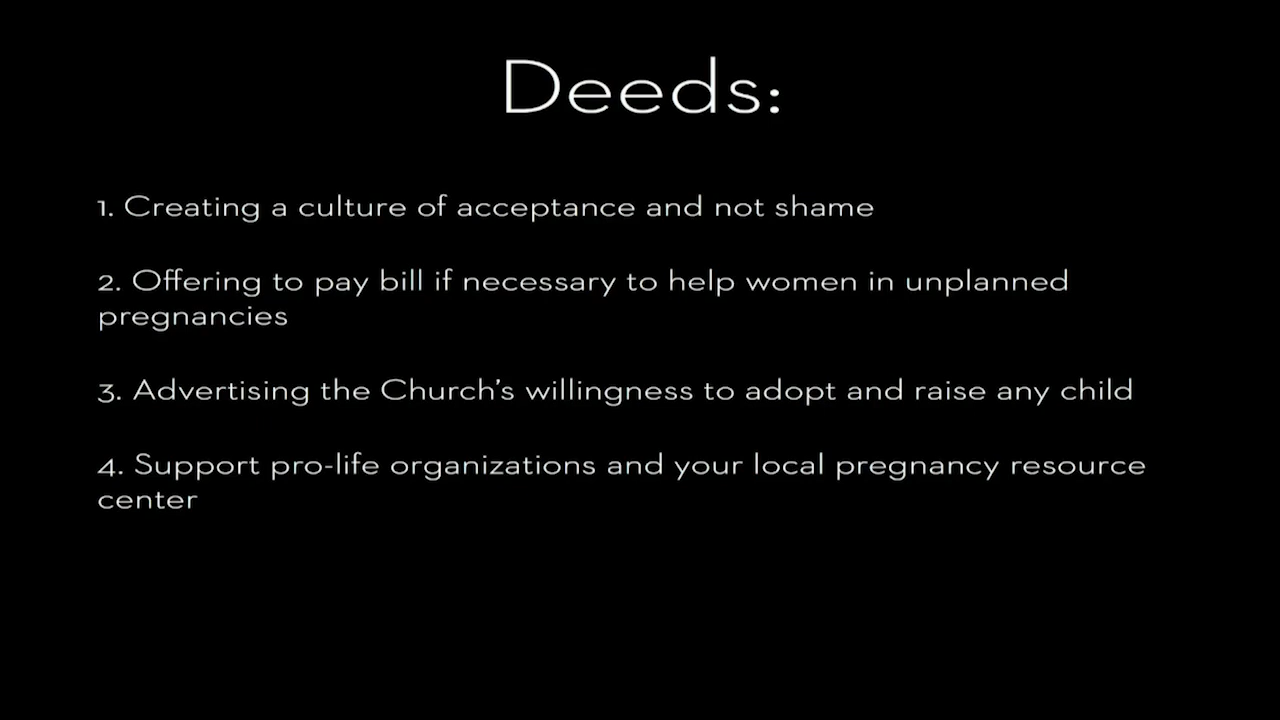 Deeds:
1. Creating a culture of acceptance and not shame
2. Offering to pay bill if necessary to help women in unplanned
pregnancies
3. Advertising the Church’s willingness to adopt and raise any child
4. Support pro-life organizations and your local pregnancy resource
center